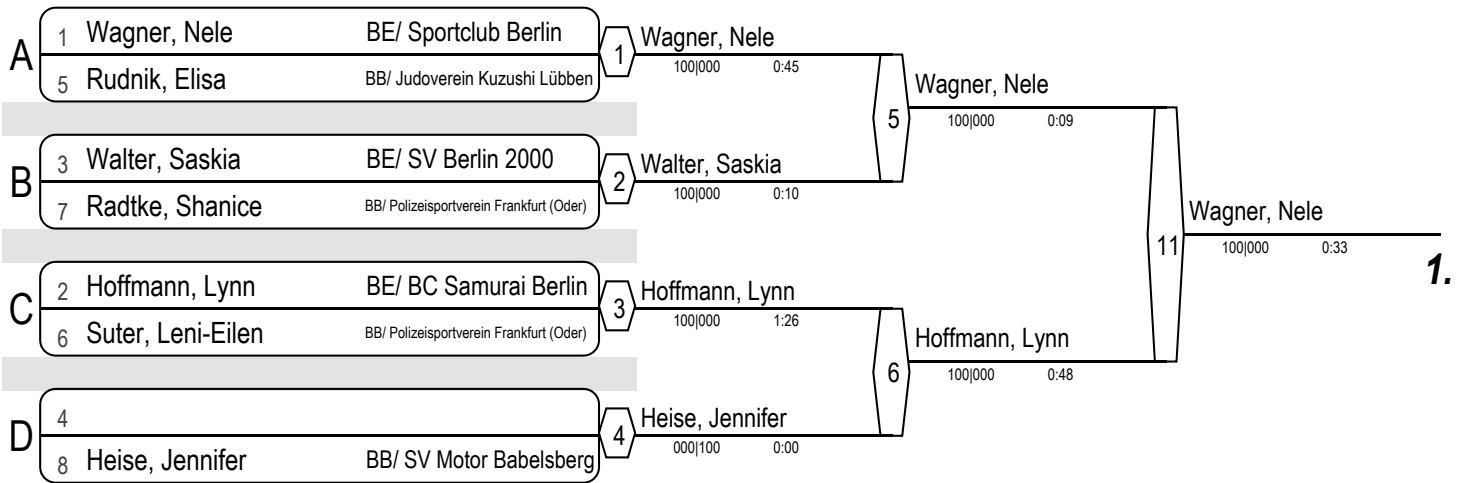 A
1 Wagner, Nele BE/ Sportclub Berlin
5 Rudnik, Elisa BB/ Judoverein Kuzushi Lübben
1
Wagner, Nele
100|000 0:45
B
3 Walter, Saskia BE/ SV Berlin 2000
7 Radtke, Shanice BB/ Polizeisportverein Frankfurt (Oder)
2
Walter, Saskia
100|000 0:10
5
Wagner, Nele
100|000 0:09
C
2 Hoffmann, Lynn BE/ BC Samurai Berlin
6 Suter, Leni-Eilen BB/ Polizeisportverein Frankfurt (Oder)
3
Hoffmann, Lynn
100|000 1:26
D
4
8 Heise, Jennifer BB/ SV Motor Babelsberg
4
Heise, Jennifer
000|100 0:00
6
Hoffmann, Lynn
100|000 0:48
11
Wagner, Nele
100|000 0:33
1.